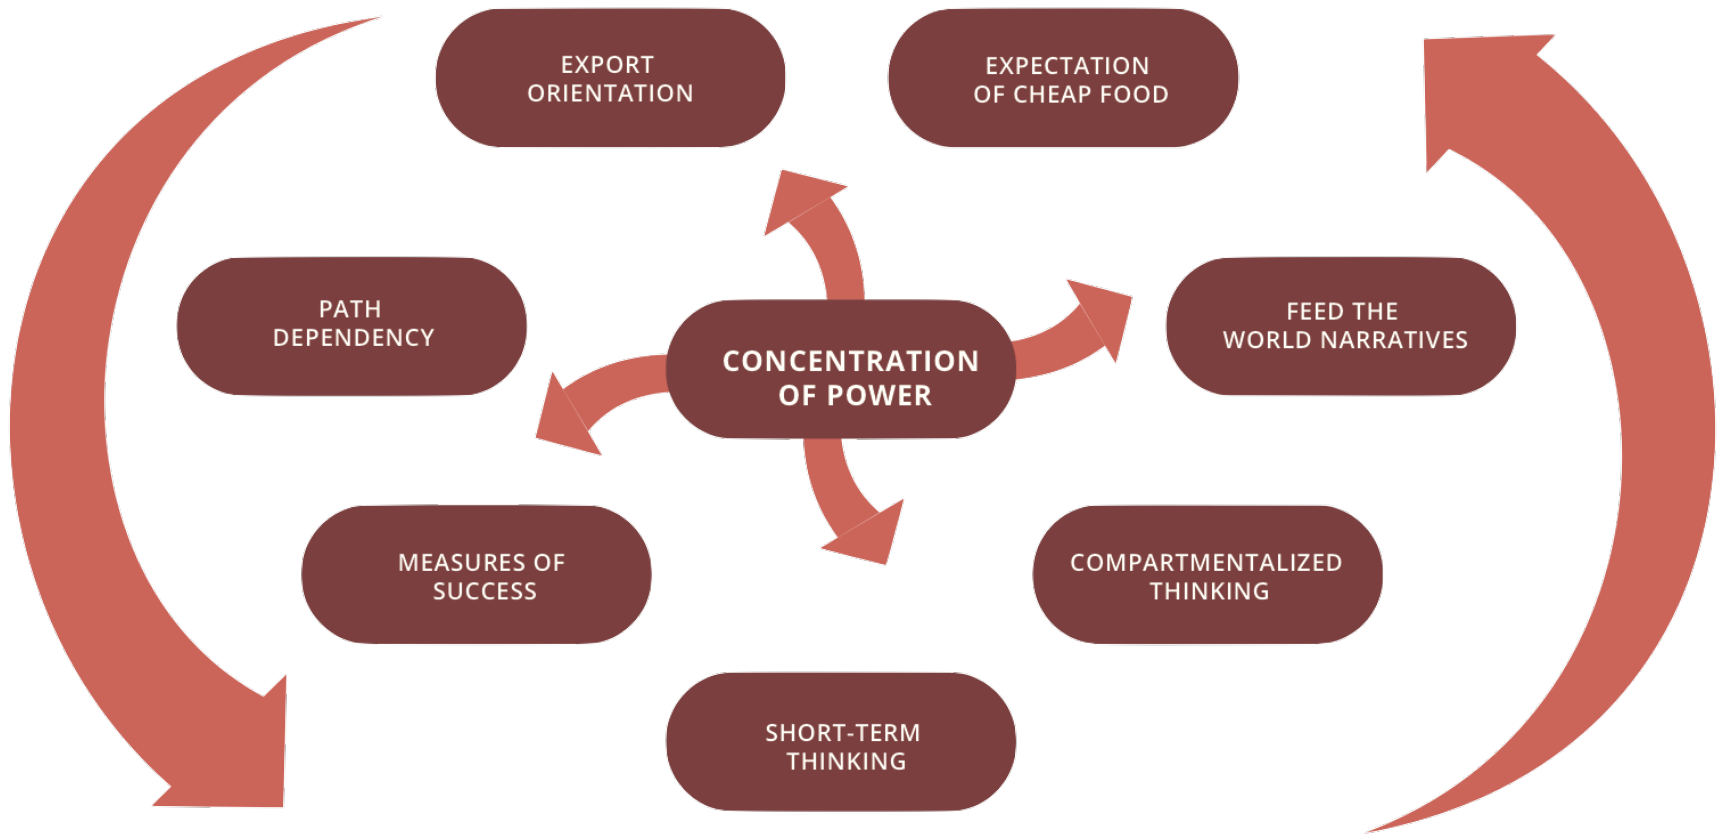 EXPORT
ORIENTATION
EXPECTATION
OF CHEAP FOOD
PATH
DEPENDENCY
FEED THE
WORLD NARRATIVES
CONCENTRATION
OF POWER
MEASURES OF
SUCCESS
COMPARTMENTALIZED
THINKING
SHORT-TERM
THINKING